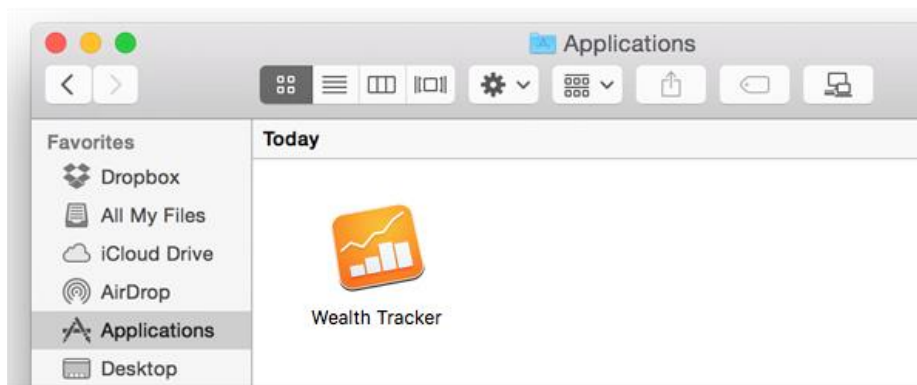 Applications
Favorites
Dropbox
All My Files
iCloud Drive
AirDrop
Applications
Desktop
Today
Wealth Tracker